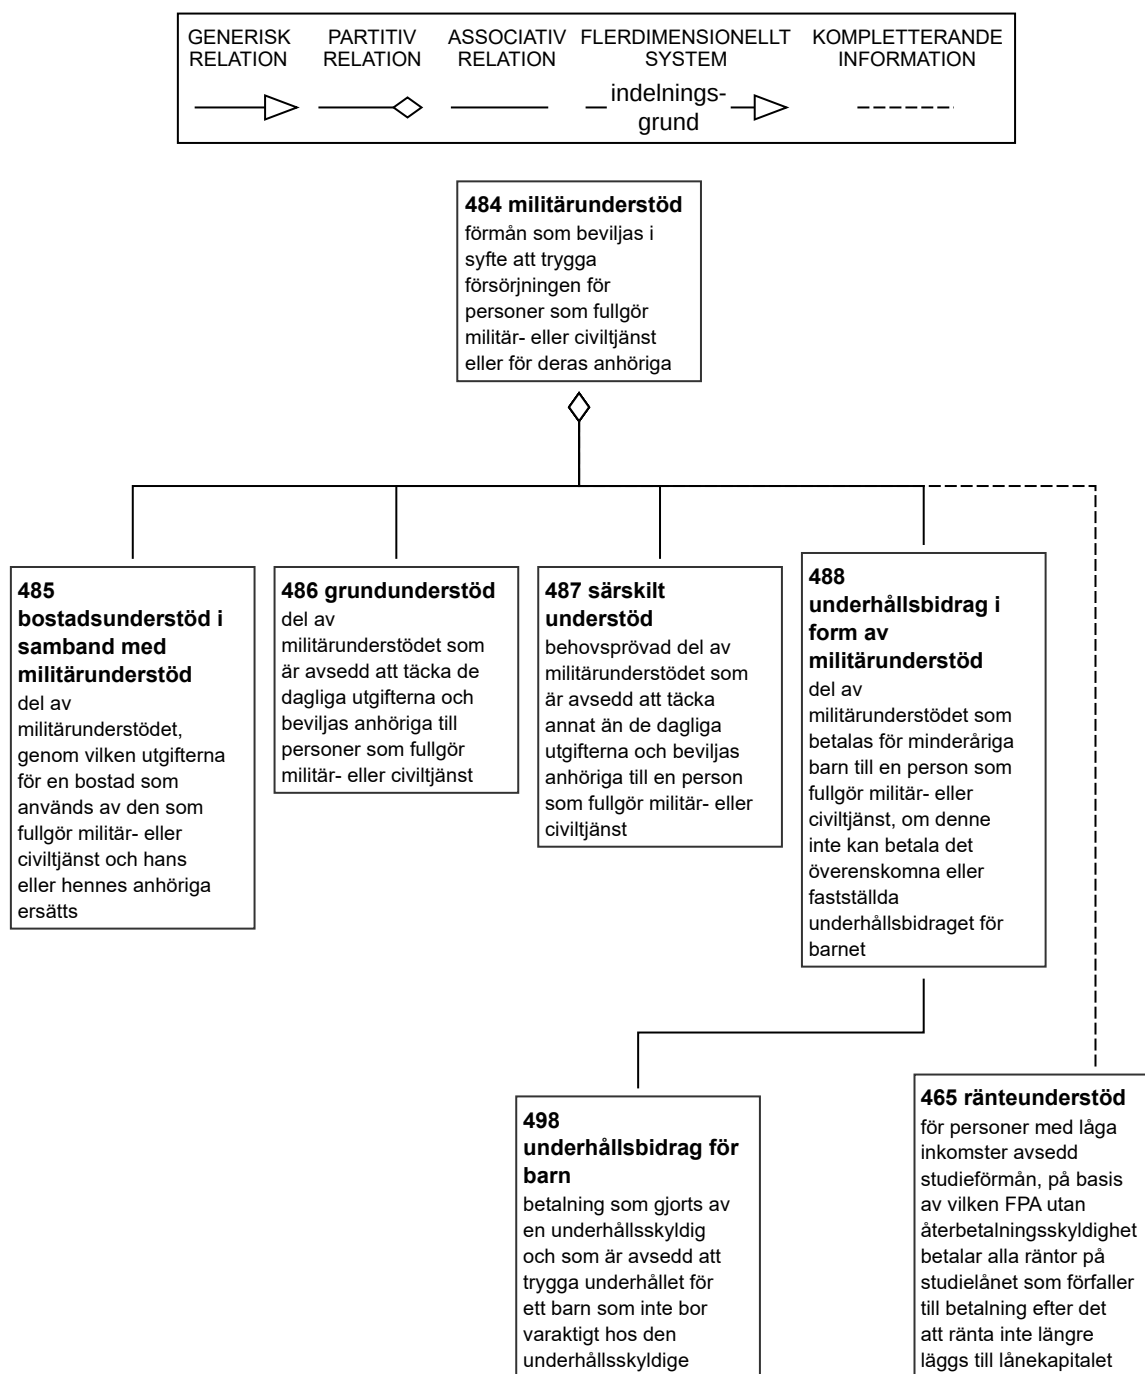 GENERISK
RELATION
PARTITIV
RELATION
ASSOCIATIV
RELATION
FLERDIMENSIONELLT
SYSTEM
KOMPLETTERANDE
INFORMATION
indelnings-
grund
484 militärunderstöd
förmån som beviljas i
syfte att trygga
försörjningen för
personer som fullgör
militär- eller civiltjänst
eller för deras anhöriga
485
bostadsunderstöd i
samband med
militärunderstöd
del av
militärunderstödet,
genom vilken utgifterna
för en bostad som
används av den som
fullgör militär- eller
civiltjänst och hans
eller hennes anhöriga
ersätts
486 grundunderstöd
del av
militärunderstödet som
är avsedd att täcka de
dagliga utgifterna och
beviljas anhöriga till
personer som fullgör
militär- eller civiltjänst
487 särskilt
understöd
behovsprövad del av
militärunderstödet som
är avsedd att täcka
annat än de dagliga
utgifterna och beviljas
anhöriga till en person
som fullgör militär- eller
civiltjänst
488
underhållsbidrag i
form av
militärunderstöd
del av
militärunderstödet som
betalas för minderåriga
barn till en person som
fullgör militär- eller
civiltjänst, om denne
inte kan betala det
överenskomna eller
fastställda
underhållsbidraget för
barnet
498
underhållsbidrag för
barn
betalning som gjorts av
en underhållsskyldig
och som är avsedd att
trygga underhållet för
ett barn som inte bor
varaktigt hos den
underhållsskyldige
465 ränteunderstöd
för personer med låga
inkomster avsedd
studieförmån, på basis
av vilken FPA utan
återbetalningsskyldighet
betalar alla räntor på
studielånet som förfaller
till betalning efter det
att ränta inte längre
läggs till lånekapitalet